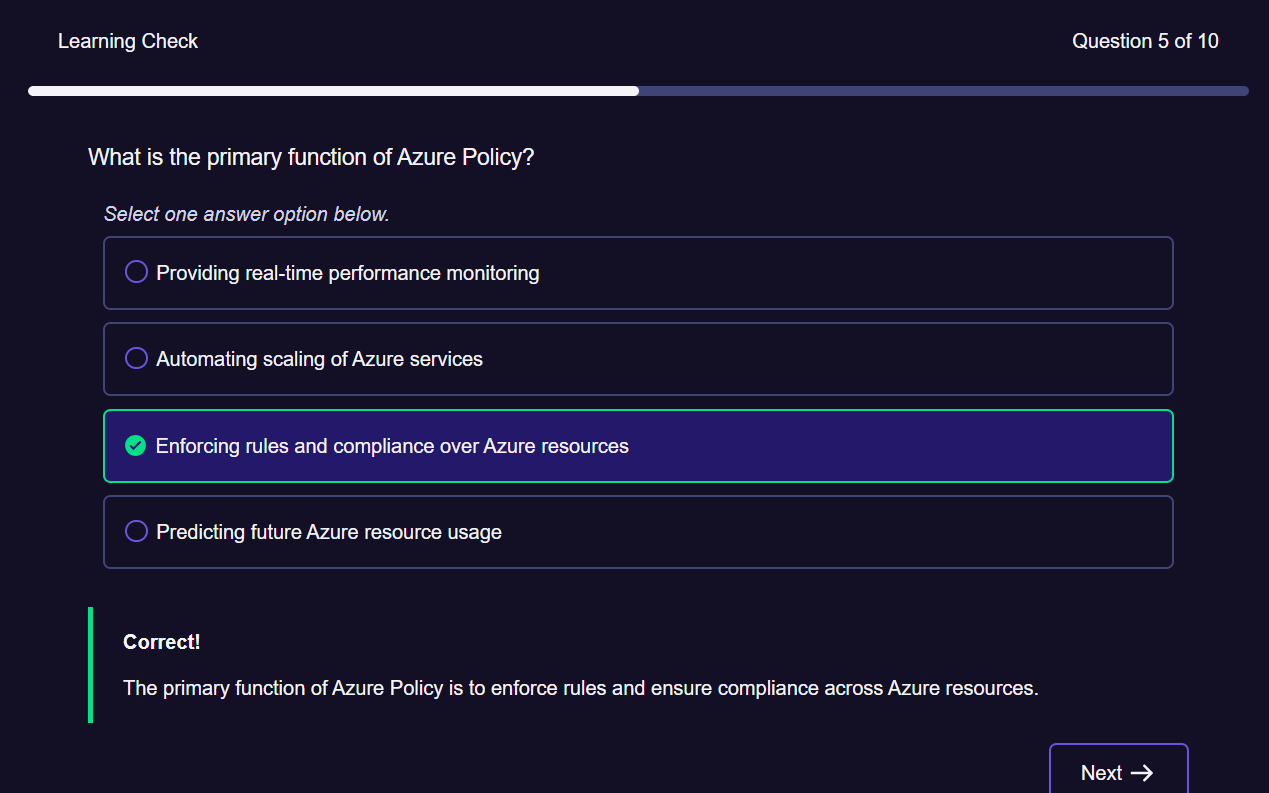 Learning Check
Question 5 of 10
What is the primary function of Azure Policy?
Select one answer option below.
Providing real-time performance monitoring
Automating scaling of Azure services
Enforcing rules and compliance over Azure resources
Predicting future Azure resource usage
Correct!
The primary function of Azure Policy is to enforce rules and ensure compliance across Azure resources.
Next